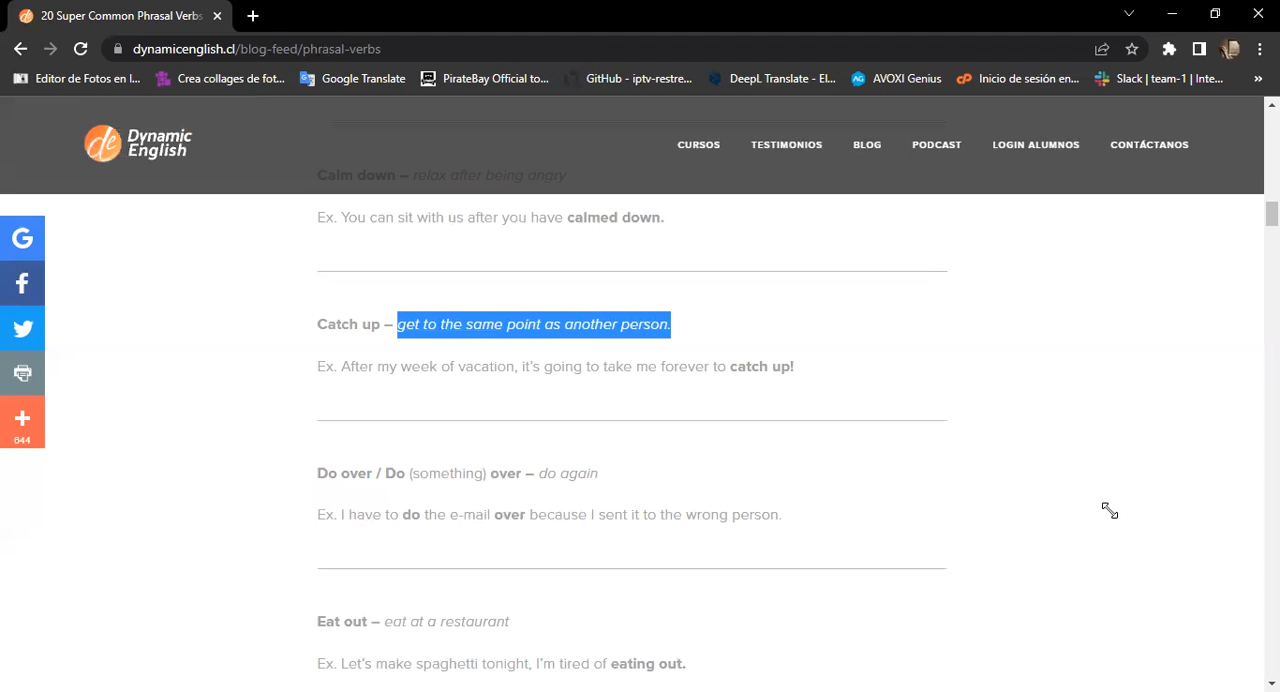 20 Super Common Phrasal Verbs
dynamicenglish.cl/blog-feed/phrasal-verbs
Editor de Fotos en l... Crea collages de fot... Google Translate PirateBay Official to... GitHub - iptv-restre... DeepL Translate - El... AVOXI Genius Inicio de sesión en... Slack | team-1 | Inte... »
de Dynamic English
CURSOS TESTIMONIOS BLOG PODCAST LOGIN ALUMNOS CONTÁCTANOS
Calm down – relax after being angry
Ex. You can sit with us after you have calmed down.
Catch up – get to the same point as another person.
Ex. After my week of vacation, it's going to take me forever to catch up!
Do over / Do (something) over – do again
Ex. I have to do the e-mail over because I sent it to the wrong person.
Eat out – eat at a restaurant
Ex. Let's make spaghetti tonight, I'm tired of eating out.
644